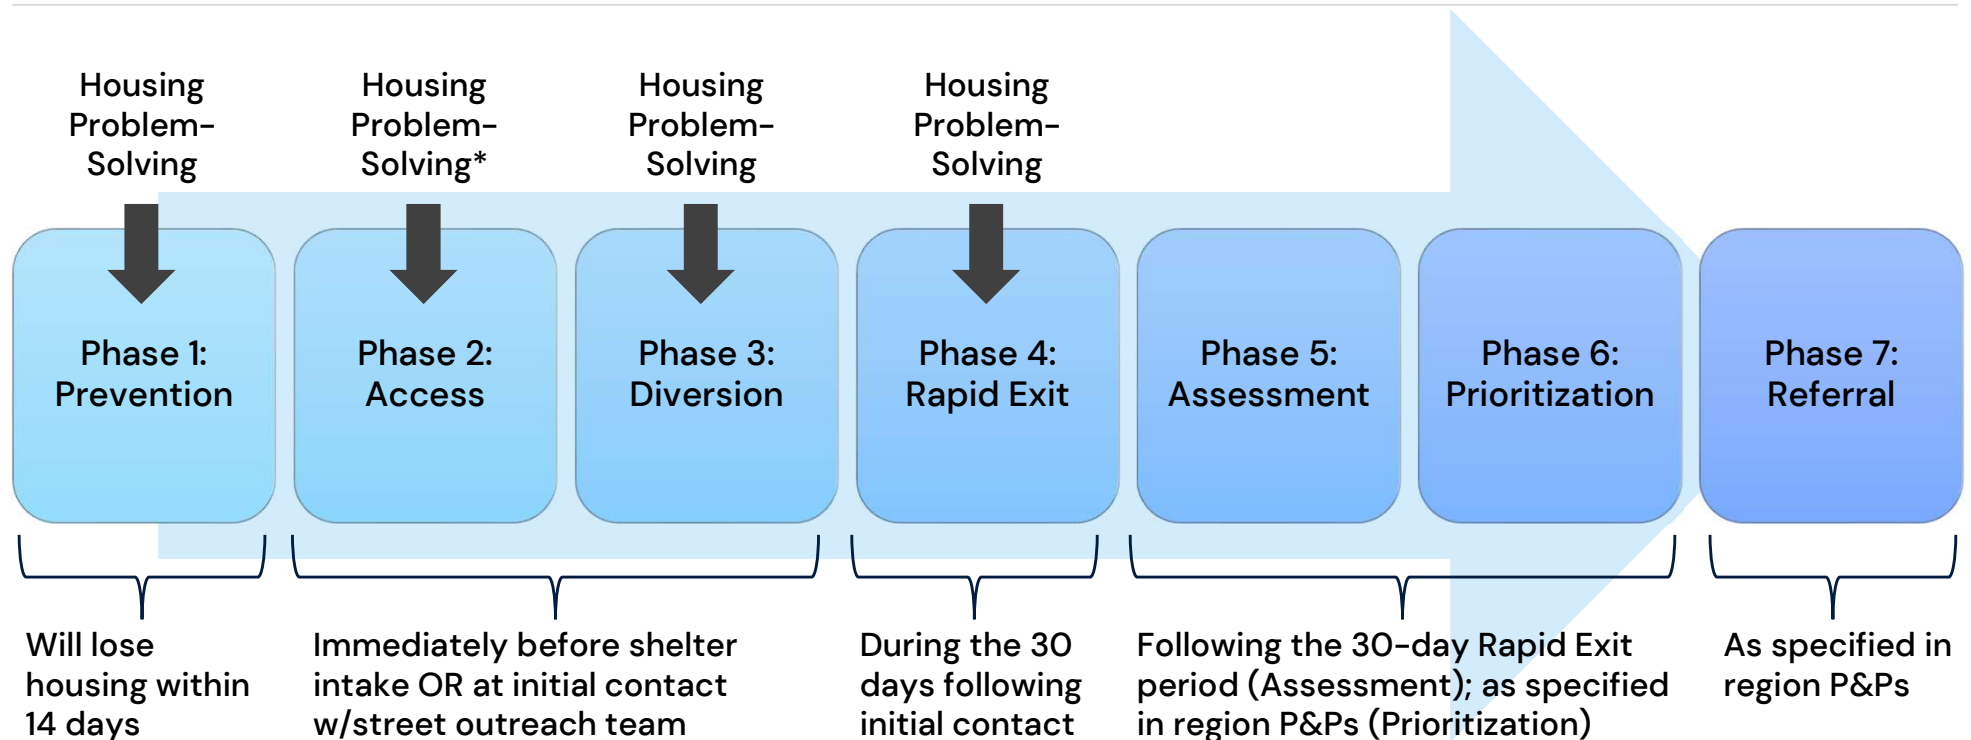 Housing
Problem-
Solving
Housing
Problem-
Solving*
Housing
Problem-
Solving
Housing
Problem-
Solving
Phase 1:
Prevention
Phase 2:
Access
Phase 3:
Diversion
Phase 4:
Rapid Exit
Phase 5:
Assessment
Phase 6:
Prioritization
Phase 7:
Referral
Will lose
housing within
14 days
Immediately before shelter
intake OR at initial contact
w/street outreach team
During the 30
days following
initial contact
Following the 30-day Rapid Exit
period (Assessment); as specified
in region P&Ps (Prioritization)
As specified in
region P&Ps